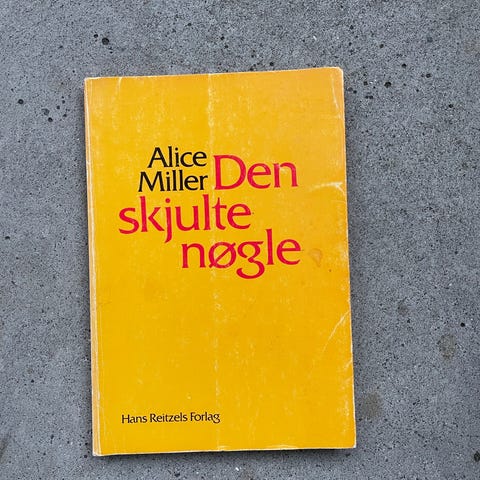 Alice
Miller Den
skjulte
nøgle
Hans Reitzels Forlag